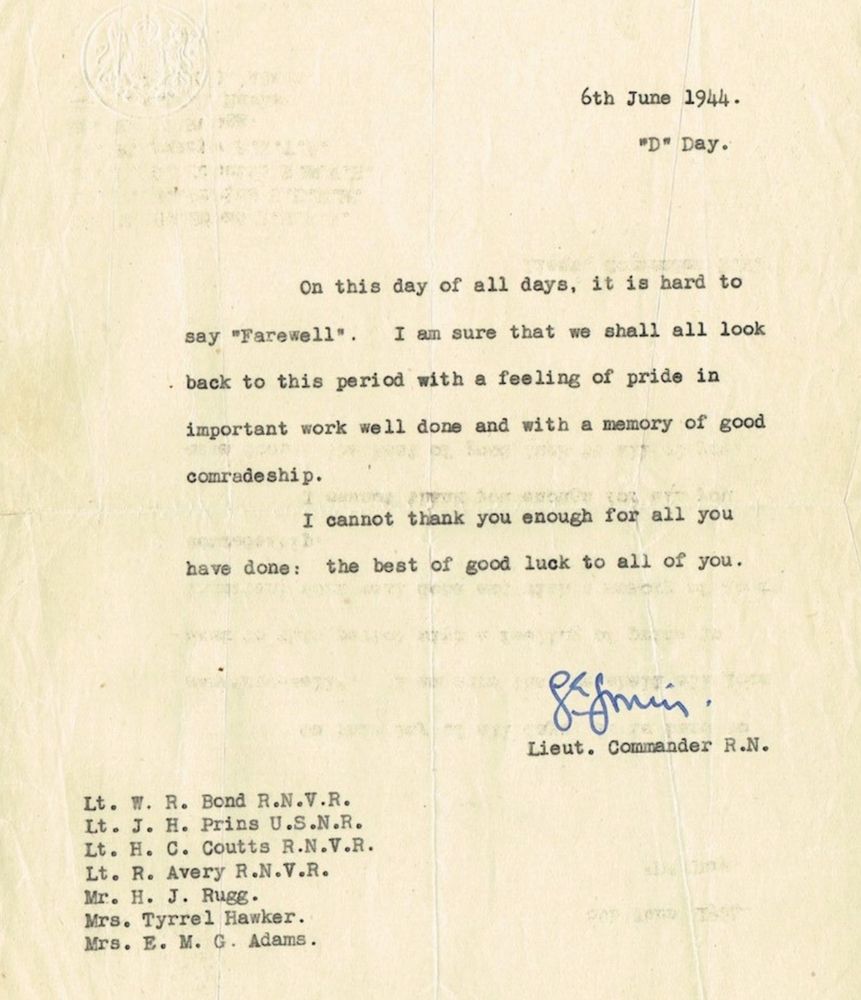 6th June 1944.
"D" Day.
On this day of all days, it is hard to
say "Farewell".  I am sure that we shall all look
back to this period with a feeling of pride in
important work well done and with a memory of good
comradeship.
I cannot thank you enough for all you
have done:  the best of good luck to all of you.
Lieut. Commander R.N.
Lt. W. R. Bond R.N.V.R.
Lt. J. H. Prins U.S.N.R.
Lt. H. C. Coutts R.N.V.R.
Lt. R. Avery R.N.V.R.
Mr. H. J. Rugg.
Mrs. Tyrrel Hawker.
Mrs. E. M. G. Adams.